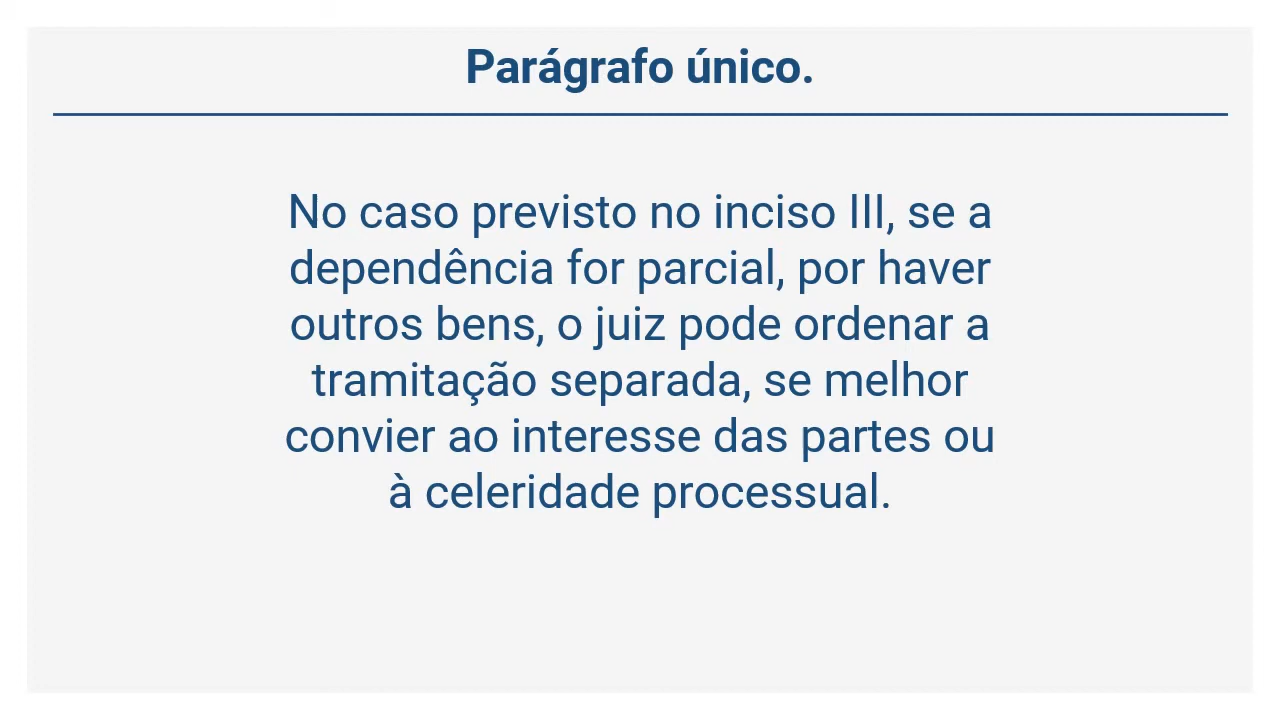 Parágrafo único.
No caso previsto no inciso III, se a
dependência for parcial, por haver
outros bens, o juiz pode ordenar a
tramitação separada, se melhor
convier ao interesse das partes ou
à celeridade processual.